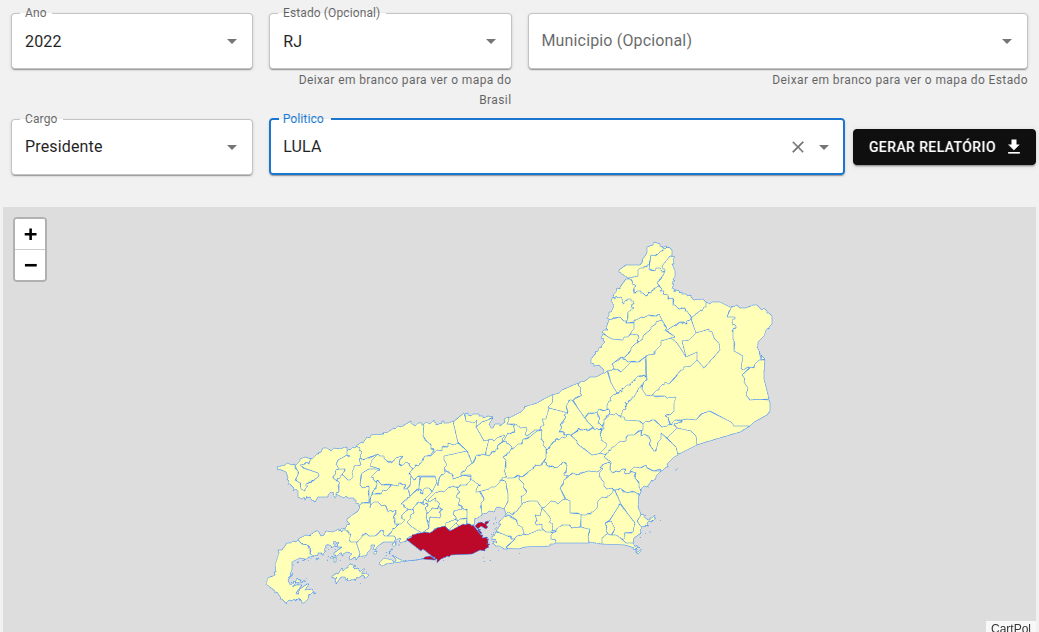 Ano
2022
Estado (Opcional)
RJ
Municipio (Opcional)
Deixar em branco para ver o mapa do
Brasil
Deixar em branco para ver o mapa do Estado
Cargo
Presidente
Politico
LULA
GERAR RELATÓRIO
+
−
CartPol